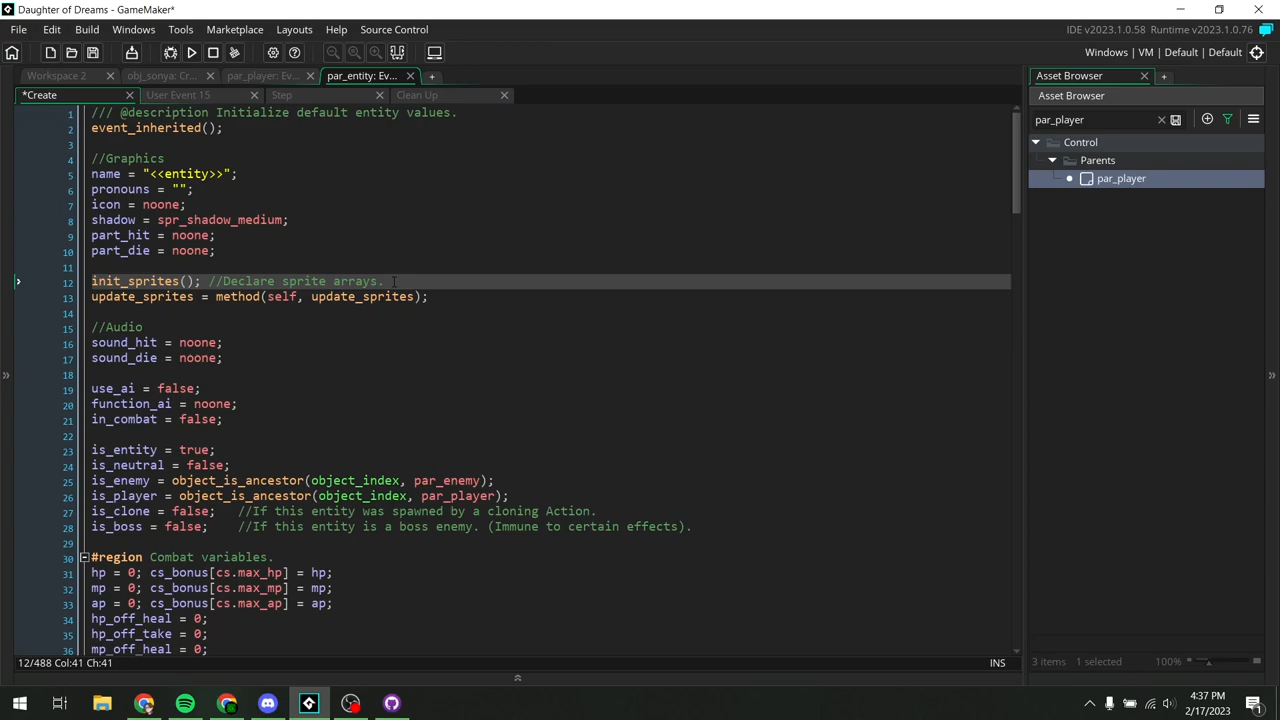 Daughter of Dreams - GameMaker*
File Edit Build Windows Tools Marketplace Layouts Help Source Control
IDE v2023.1.0.58 Runtime v2023.1.0.76
Windows | VM | Default | Default
Workspace 2 obj_sonya: Cr... par_player: Ev... par_entity: Ev...
*Create User Event 15 Step Clean Up
1 /// @description Initialize default entity values.
2 event_inherited();
3
4 //Graphics
5 name = "<<entity>>";
6 pronouns = "";
7 icon = noone;
8 shadow = spr_shadow_medium;
9 part_hit = noone;
10 part_die = noone;
11
12 init_sprites(); //Declare sprite arrays.
13 update_sprites = method(self, update_sprites);
14
15 //Audio
16 sound_hit = noone;
17 sound_die = noone;
18
19 use_ai = false;
20 function_ai = noone;
21 in_combat = false;
22
23 is_entity = true;
24 is_neutral = false;
25 is_enemy = object_is_ancestor(object_index, par_enemy);
26 is_player = object_is_ancestor(object_index, par_player);
27 is_clone = false; //If this entity was spawned by a cloning Action.
28 is_boss = false; //If this entity is a boss enemy. (Immune to certain effects).
29
30 #region Combat variables.
31 hp = 0; cs_bonus[cs.max_hp] = hp;
32 mp = 0; cs_bonus[cs.max_mp] = mp;
33 ap = 0; cs_bonus[cs.max_ap] = ap;
34 hp_off_heal = 0;
35 hp_off_take = 0;
36 mp_off_heal = 0;
12/488 Col:41 Ch:41
INS
Asset Browser
Asset Browser
par_player
Control
Parents
par_player
3 items 1 selected 100%
4:37 PM
2/17/2023
1